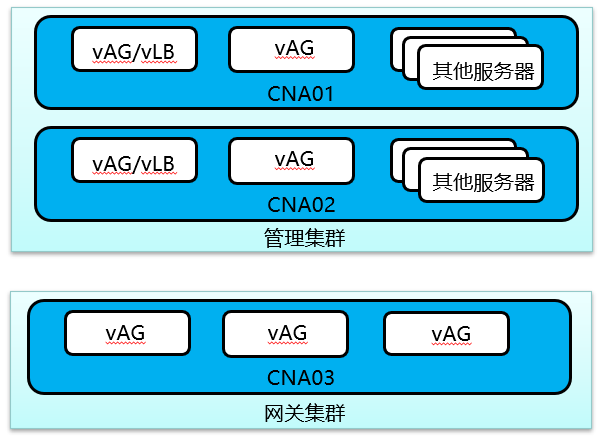 vAG/vLB vAG 其他服务器
CNA01
vAG/vLB vAG 其他服务器
CNA02
管理集群
vAG vAG vAG
CNA03
网关集群